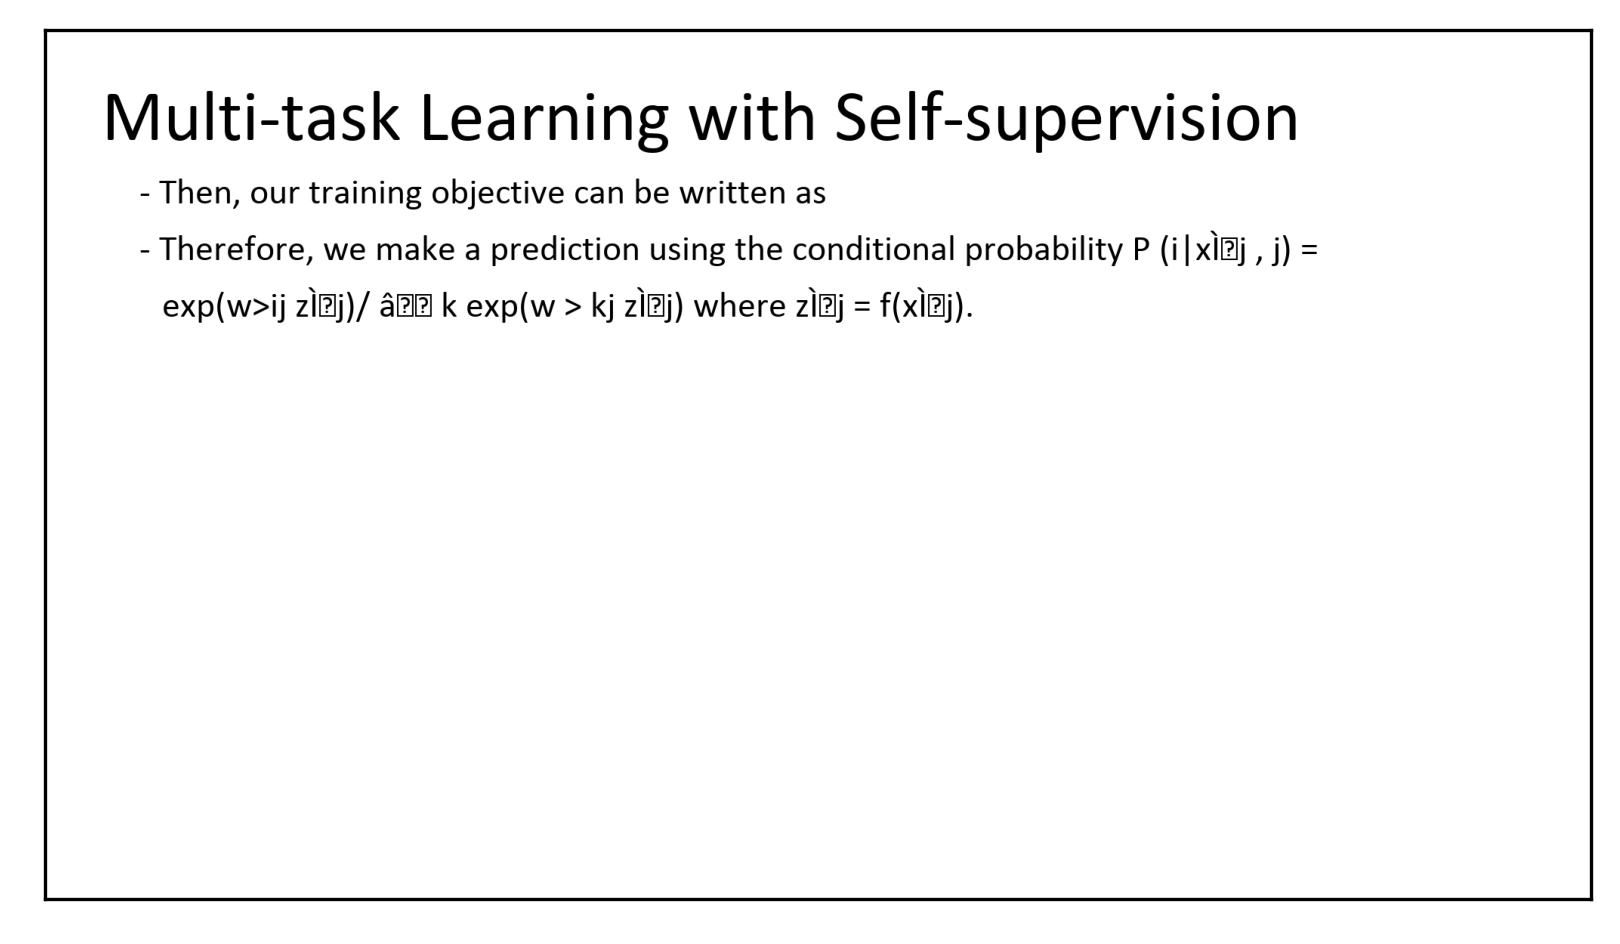 Multi-task Learning with Self-supervision
- Then, our training objective can be written as
- Therefore, we make a prediction using the conditional probability P (i|xÌ�j , j) =
exp(w>ij zÌ�j)/ â�� k exp(w > kj zÌ�j) where zÌ�j = f(xÌ�j).